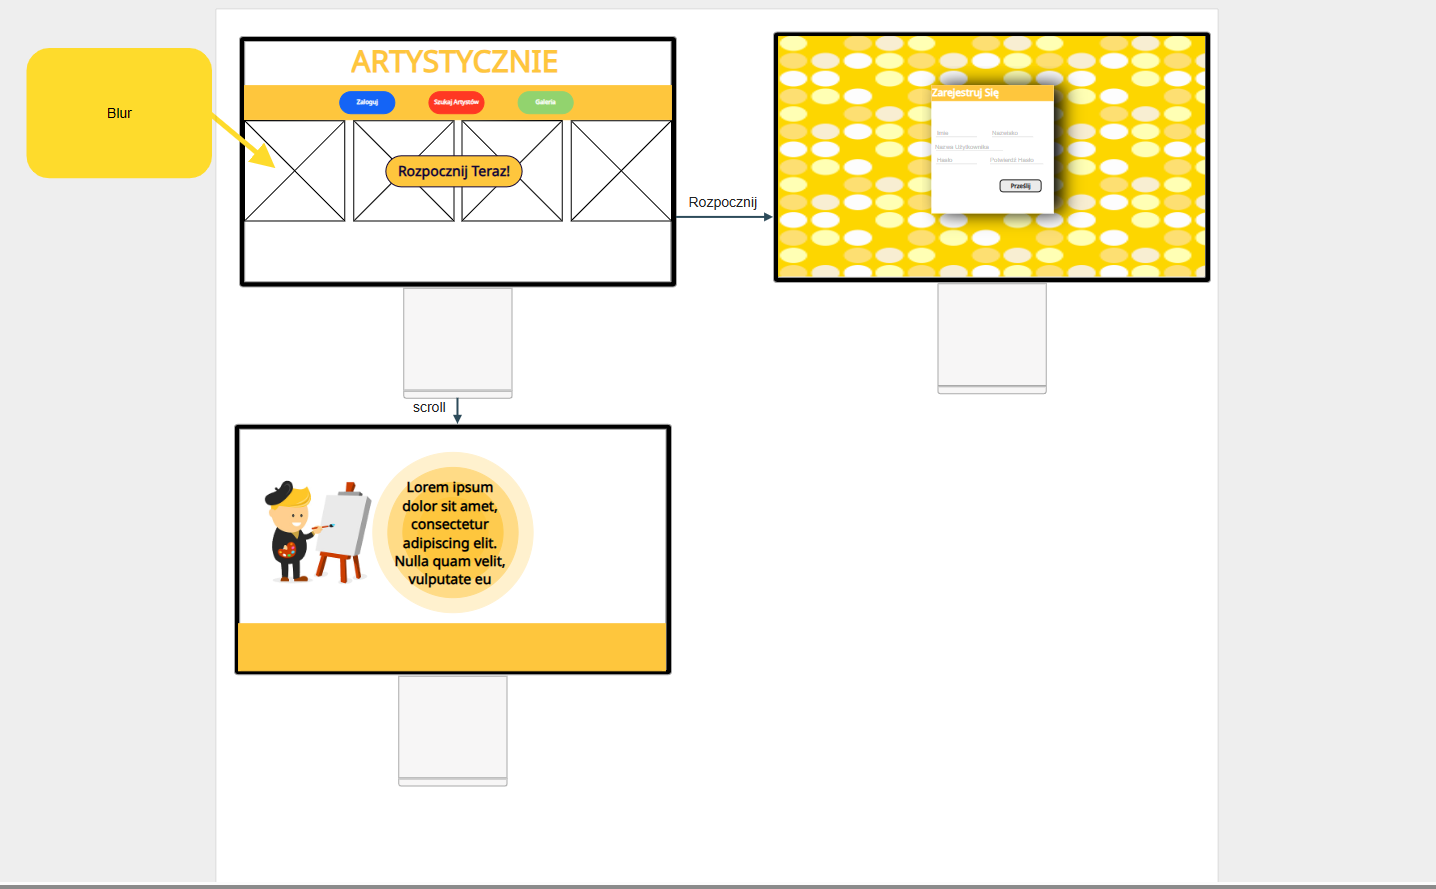 Blur
ARTYSTYCZNIE
Zaloguj
Szukaj Artystów
Galeria
Rozpocznij Teraz!
Rozpocznij
Zarejestruj Się
Imie
Nazwisko
Nazwa Użytkownika
Hasło
Potwierdź Hasło
Prześlij
scroll
Lorem ipsum
dolor sit amet,
consectetur
adipiscing elit.
Nulla quam velit,
vulputate eu